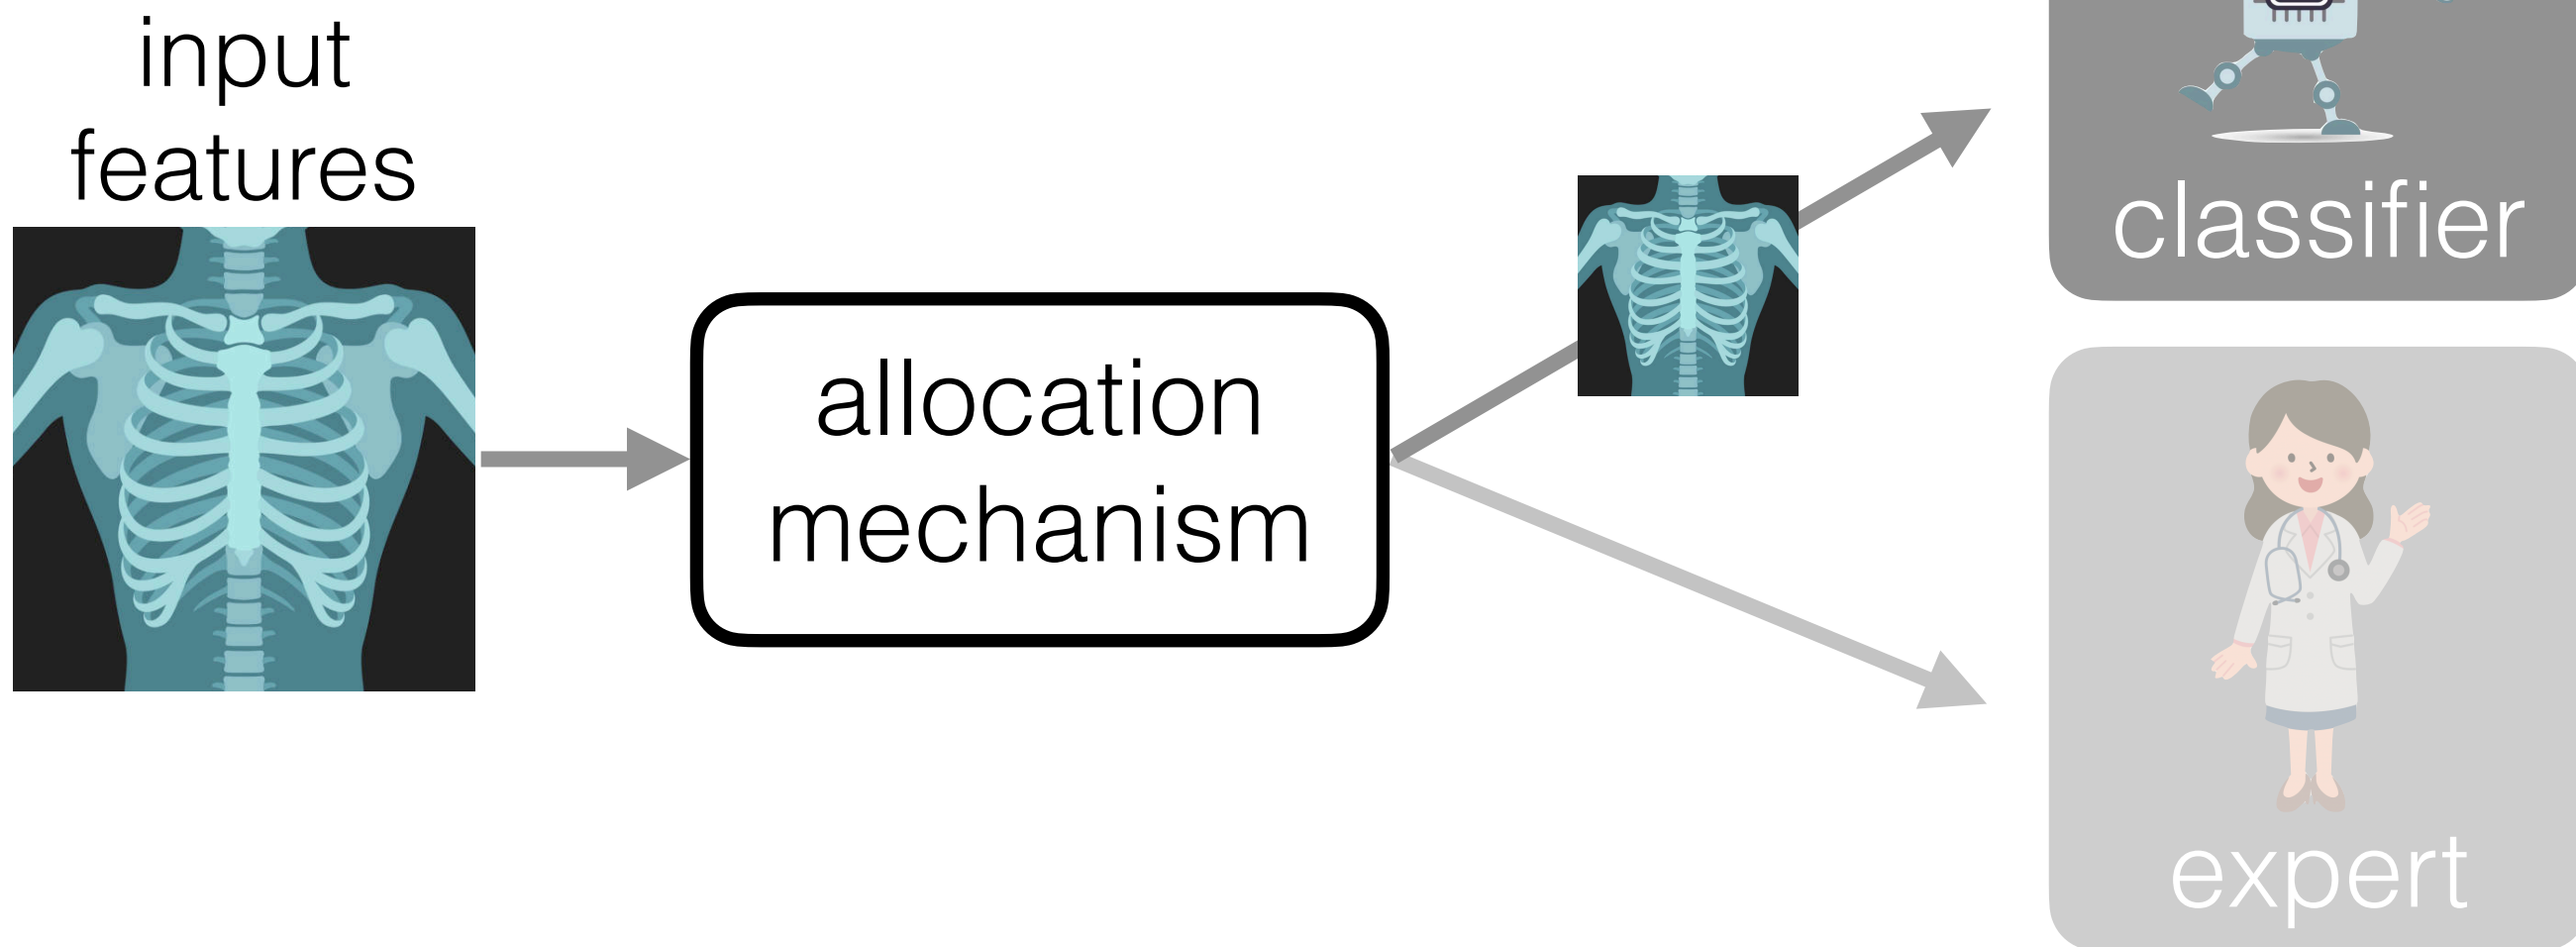 input
features
allocation
mechanism
classifier
expert